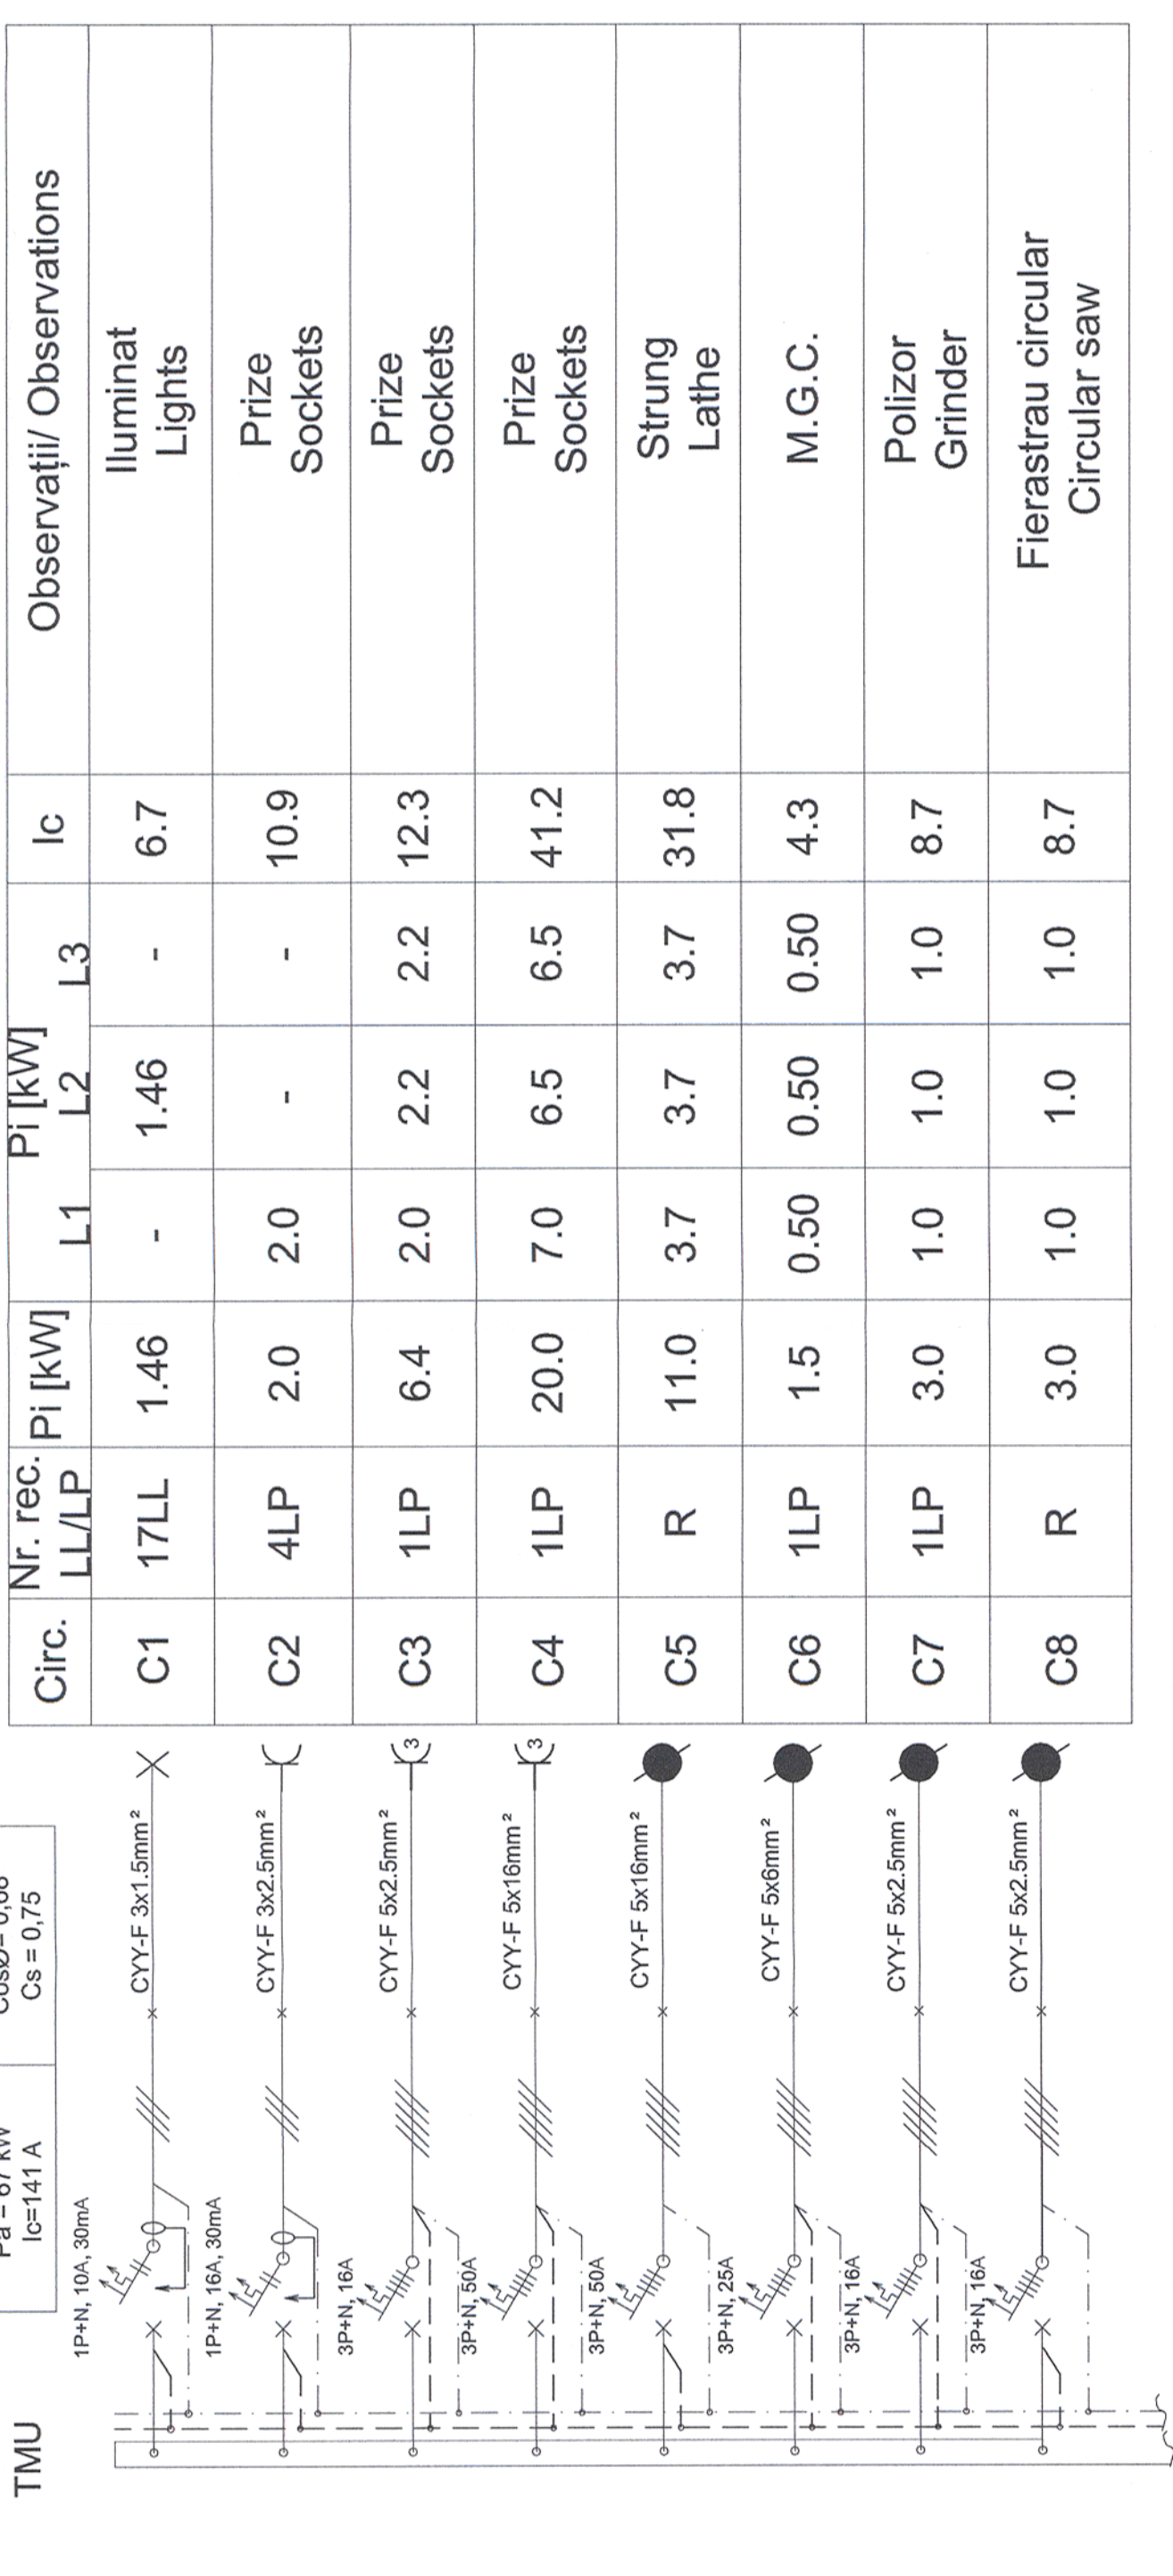 TMU
Ic=141 A
Cs = 0,75
Circ. Nr. rec. LL/LP Pi [kW] Pi [kW] L1 L2 L3 Ic Observații/ Observations
1P+N, 10A, 30mA CYY-F 3x1.5mm² C1 17LL 1.46 - 1.46 - 6.7 Iluminat
Lights
1P+N, 16A, 30mA CYY-F 3x2.5mm² C2 4LP 2.0 2.0 - - 10.9 Prize
Sockets
3P+N, 16A CYY-F 5x2.5mm² 3 C3 1LP 6.4 2.0 2.2 2.2 12.3 Prize
Sockets
3P+N, 50A CYY-F 5x16mm² 3 C4 1LP 20.0 7.0 6.5 6.5 41.2 Prize
Sockets
3P+N, 50A CYY-F 5x16mm² C5 R 11.0 3.7 3.7 3.7 31.8 Strung
Lathe
3P+N, 25A CYY-F 5x6mm² C6 1LP 1.5 0.50 0.50 0.50 4.3 M.G.C.
3P+N, 16A CYY-F 5x2.5mm² C7 1LP 3.0 1.0 1.0 1.0 8.7 Polizor
Grinder
3P+N, 16A CYY-F 5x2.5mm² C8 R 3.0 1.0 1.0 1.0 8.7 Fierastrau circular
Circular saw